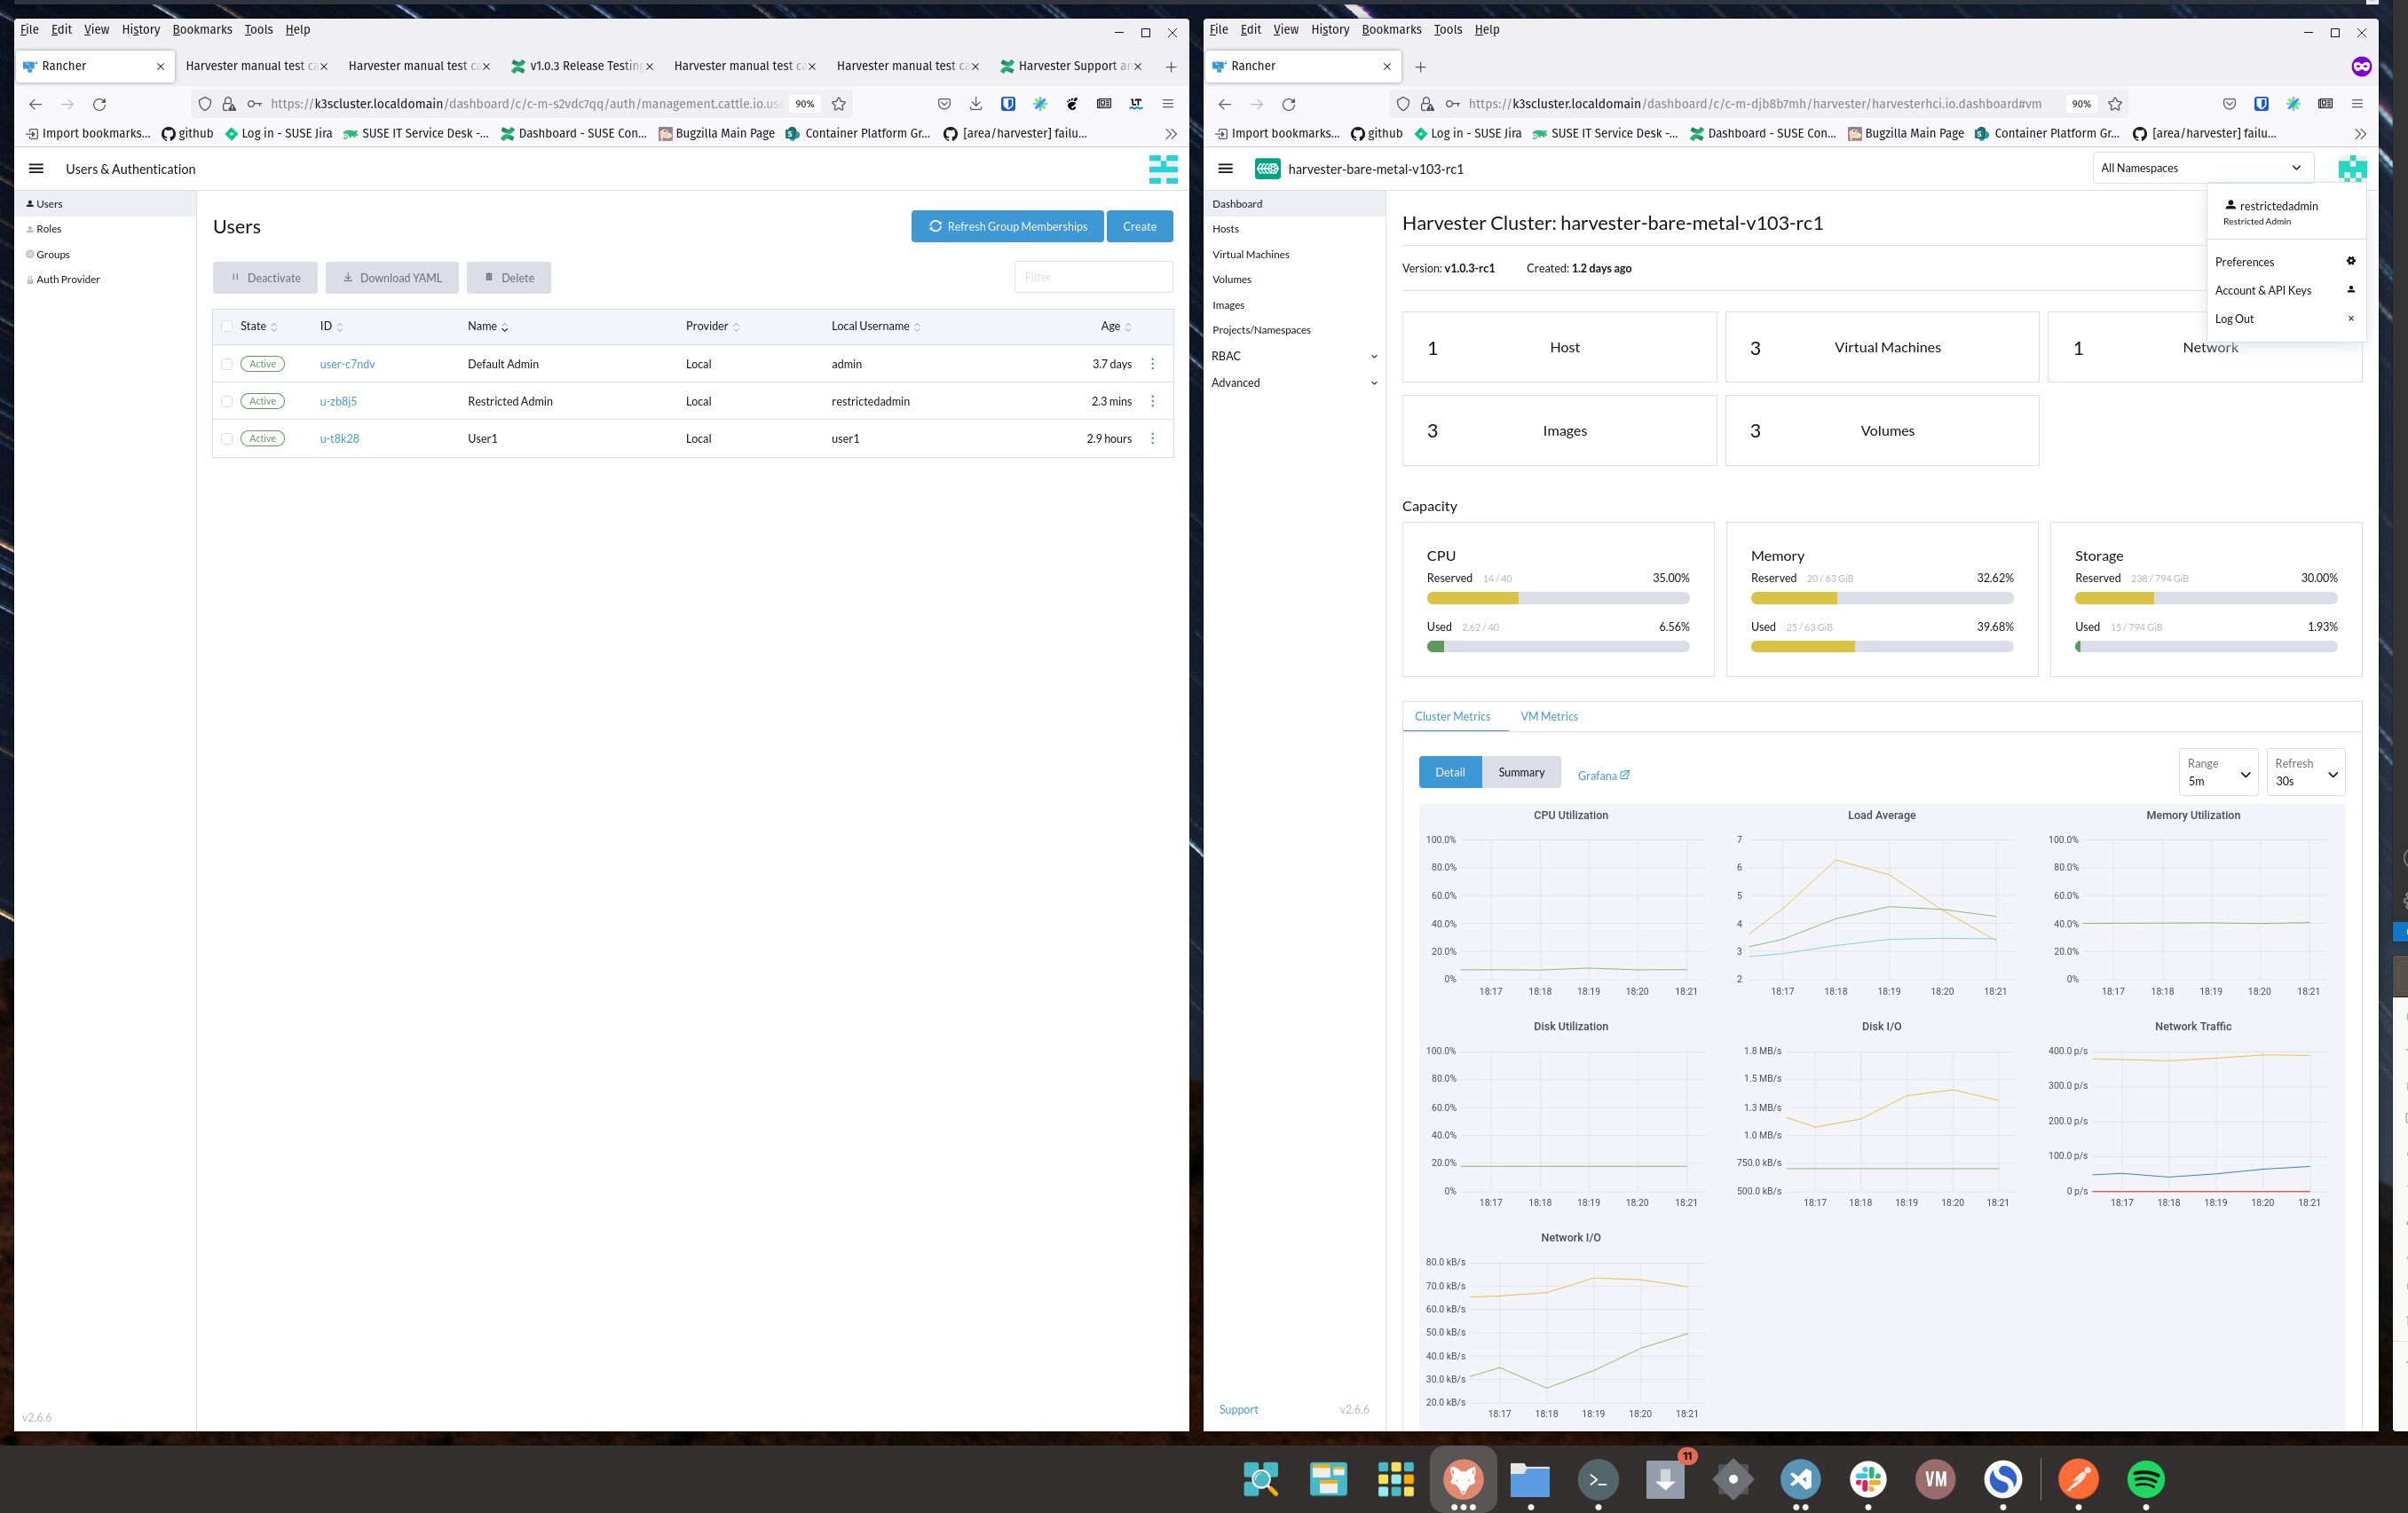 File Edit View History Bookmarks Tools Help
Rancher
Harvester manual test ca
Harvester manual test ca
v1.0.3 Release Testing
Harvester manual test ca
Harvester manual test ca
Harvester Support an
https://k3scluster.localdomain/dashboard/c/c-m-s2vdc7qq/auth/management.cattle.io.use 90%
Import bookmarks... github Log in - SUSE Jira SUSE IT Service Desk -... Dashboard - SUSE Con... Bugzilla Main Page Container Platform Gr... [area/harvester] failu...
Users & Authentication
Users
Roles
Groups
Auth Provider
Users
Refresh Group Memberships
Create
Deactivate
Download YAML
Delete
Filter
State ID Name Provider Local Username Age
Active user-c7ndv Default Admin Local admin 3.7 days
Active u-zb8j5 Restricted Admin Local restrictedadmin 2.3 mins
Active u-t8k28 User1 Local user1 2.9 hours
v2.6.6
File Edit View History Bookmarks Tools Help
Rancher
https://k3scluster.localdomain/dashboard/c/c-m-djb8b7mh/harvester/harvesterhci.io.dashboard#vm 90%
Import bookmarks... github Log in - SUSE Jira SUSE IT Service Desk -... Dashboard - SUSE Con... Bugzilla Main Page Container Platform Gr... [area/harvester] failu...
harvester-bare-metal-v103-rc1
All Namespaces
restrictedadmin
Restricted Admin
Preferences
Account & API Keys
Log Out
Dashboard
Hosts
Virtual Machines
Volumes
Images
Projects/Namespaces
RBAC
Advanced
Harvester Cluster: harvester-bare-metal-v103-rc1
Version: v1.0.3-rc1 Created: 1.2 days ago
1 Host
3 Virtual Machines
1 Network
3 Images
3 Volumes
Capacity
CPU
Reserved 14 / 40 35.00%
Used 2.62 / 40 6.56%
Memory
Reserved 20 / 63 GiB 32.62%
Used 25 / 63 GiB 39.68%
Storage
Reserved 238 / 794 GiB 30.00%
Used 15 / 794 GiB 1.93%
Cluster Metrics VM Metrics
Detail Summary Grafana
Range
5m
Refresh
30s
CPU Utilization
100.0%
80.0%
60.0%
40.0%
20.0%
0%
18:17 18:18 18:19 18:20 18:21
Load Average
7
6
5
4
3
2
18:17 18:18 18:19 18:20 18:21
Memory Utilization
100.0%
80.0%
60.0%
40.0%
20.0%
0%
18:17 18:18 18:19 18:20 18:21
Disk Utilization
100.0%
80.0%
60.0%
40.0%
20.0%
0%
18:17 18:18 18:19 18:20 18:21
Disk I/O
1.8 MB/s
1.5 MB/s
1.3 MB/s
1.0 MB/s
750.0 kB/s
500.0 kB/s
18:17 18:18 18:19 18:20 18:21
Network Traffic
400.0 p/s
300.0 p/s
200.0 p/s
100.0 p/s
0 p/s
18:17 18:18 18:19 18:20 18:21
Network I/O
80.0 kB/s
70.0 kB/s
60.0 kB/s
50.0 kB/s
40.0 kB/s
30.0 kB/s
20.0 kB/s
18:17 18:18 18:19 18:20 18:21
Support
v2.6.6
11
VM